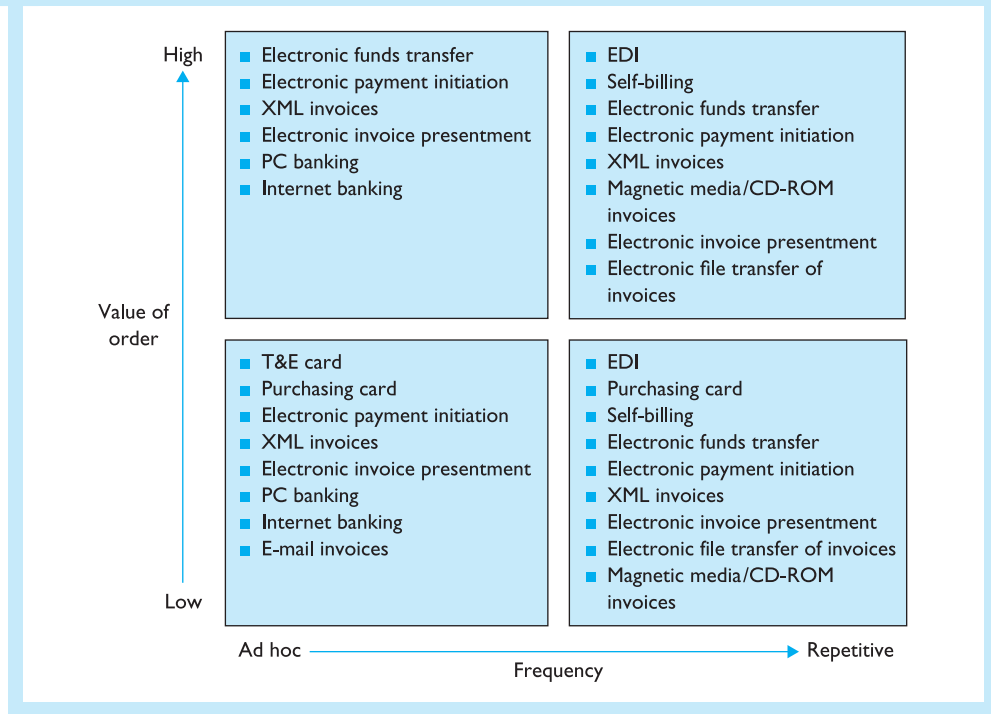 High
Electronic funds transfer
Electronic payment initiation
XML invoices
Electronic invoice presentment
PC banking
Internet banking
EDI
Self-billing
Electronic funds transfer
Electronic payment initiation
XML invoices
Magnetic media/CD-ROM
invoices
Electronic invoice presentment
Electronic file transfer of
invoices
Value of
order
T&E card
Purchasing card
Electronic payment initiation
XML invoices
Electronic invoice presentment
PC banking
Internet banking
E-mail invoices
EDI
Purchasing card
Self-billing
Electronic funds transfer
Electronic payment initiation
XML invoices
Electronic invoice presentment
Electronic file transfer of invoices
Magnetic media/CD-ROM
invoices
Low
Ad hoc
Repetitive
Frequency